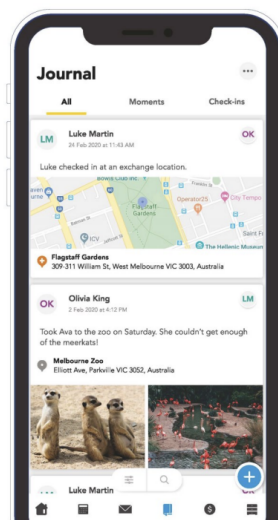 Journal
All Moments Check-ins
LM Luke Martin OK
24 Feb 2020 at 11:43 AM
Luke checked in at an exchange location.
Flagstaff
Gardens
Operator25
City Tempo
ICV
The Hellenic Museum
Flagstaff Gardens
309-311 William St, West Melbourne VIC 3003, Australia
OK Olivia King LM
2 Feb 2020 at 4:12 PM
Took Ava to the zoo on Saturday. She couldn't get enough
of the meerkats!
Melbourne Zoo
Elliott Ave, Parkville VIC 3052, Australia
Luke Martin